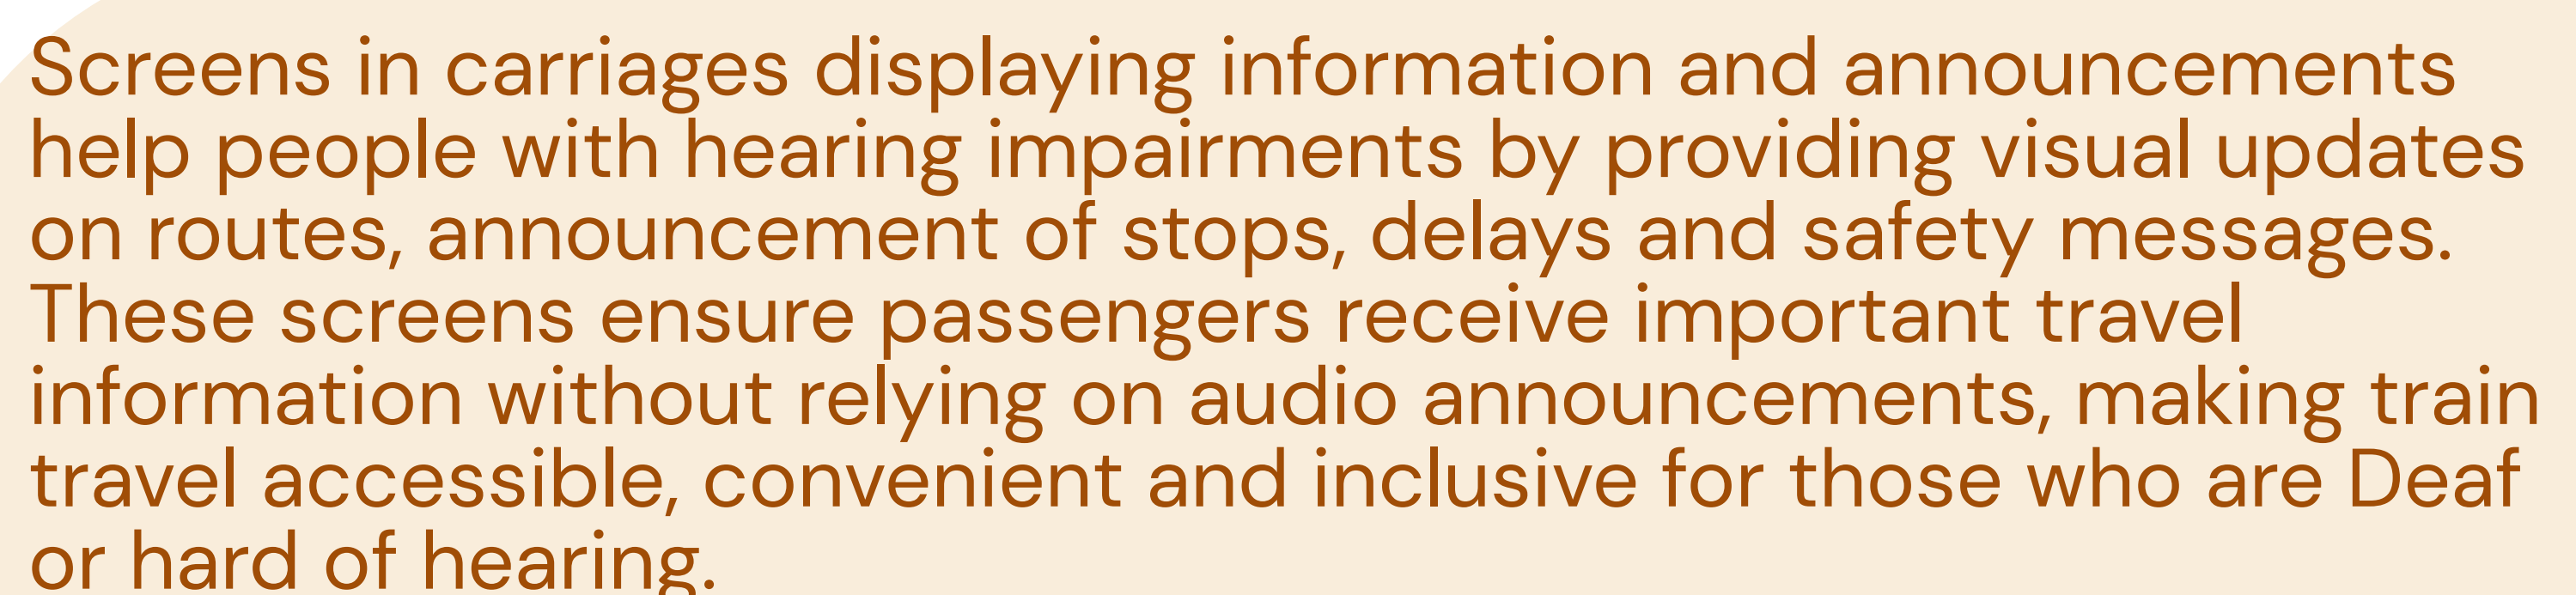 Screens in carriages displaying information and announcements
help people with hearing impairments by providing visual updates
on routes, announcement of stops, delays and safety messages.
These screens ensure passengers receive important travel
information without relying on audio announcements, making train
travel accessible, convenient and inclusive for those who are Deaf
or hard of hearing.